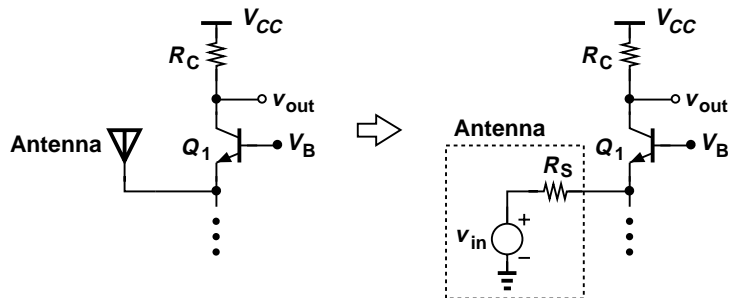 V_CC
R_C
v_out
Antenna
Q_1
V_B
V_CC
R_C
v_out
Antenna
Q_1
V_B
R_S
v_in
+
−